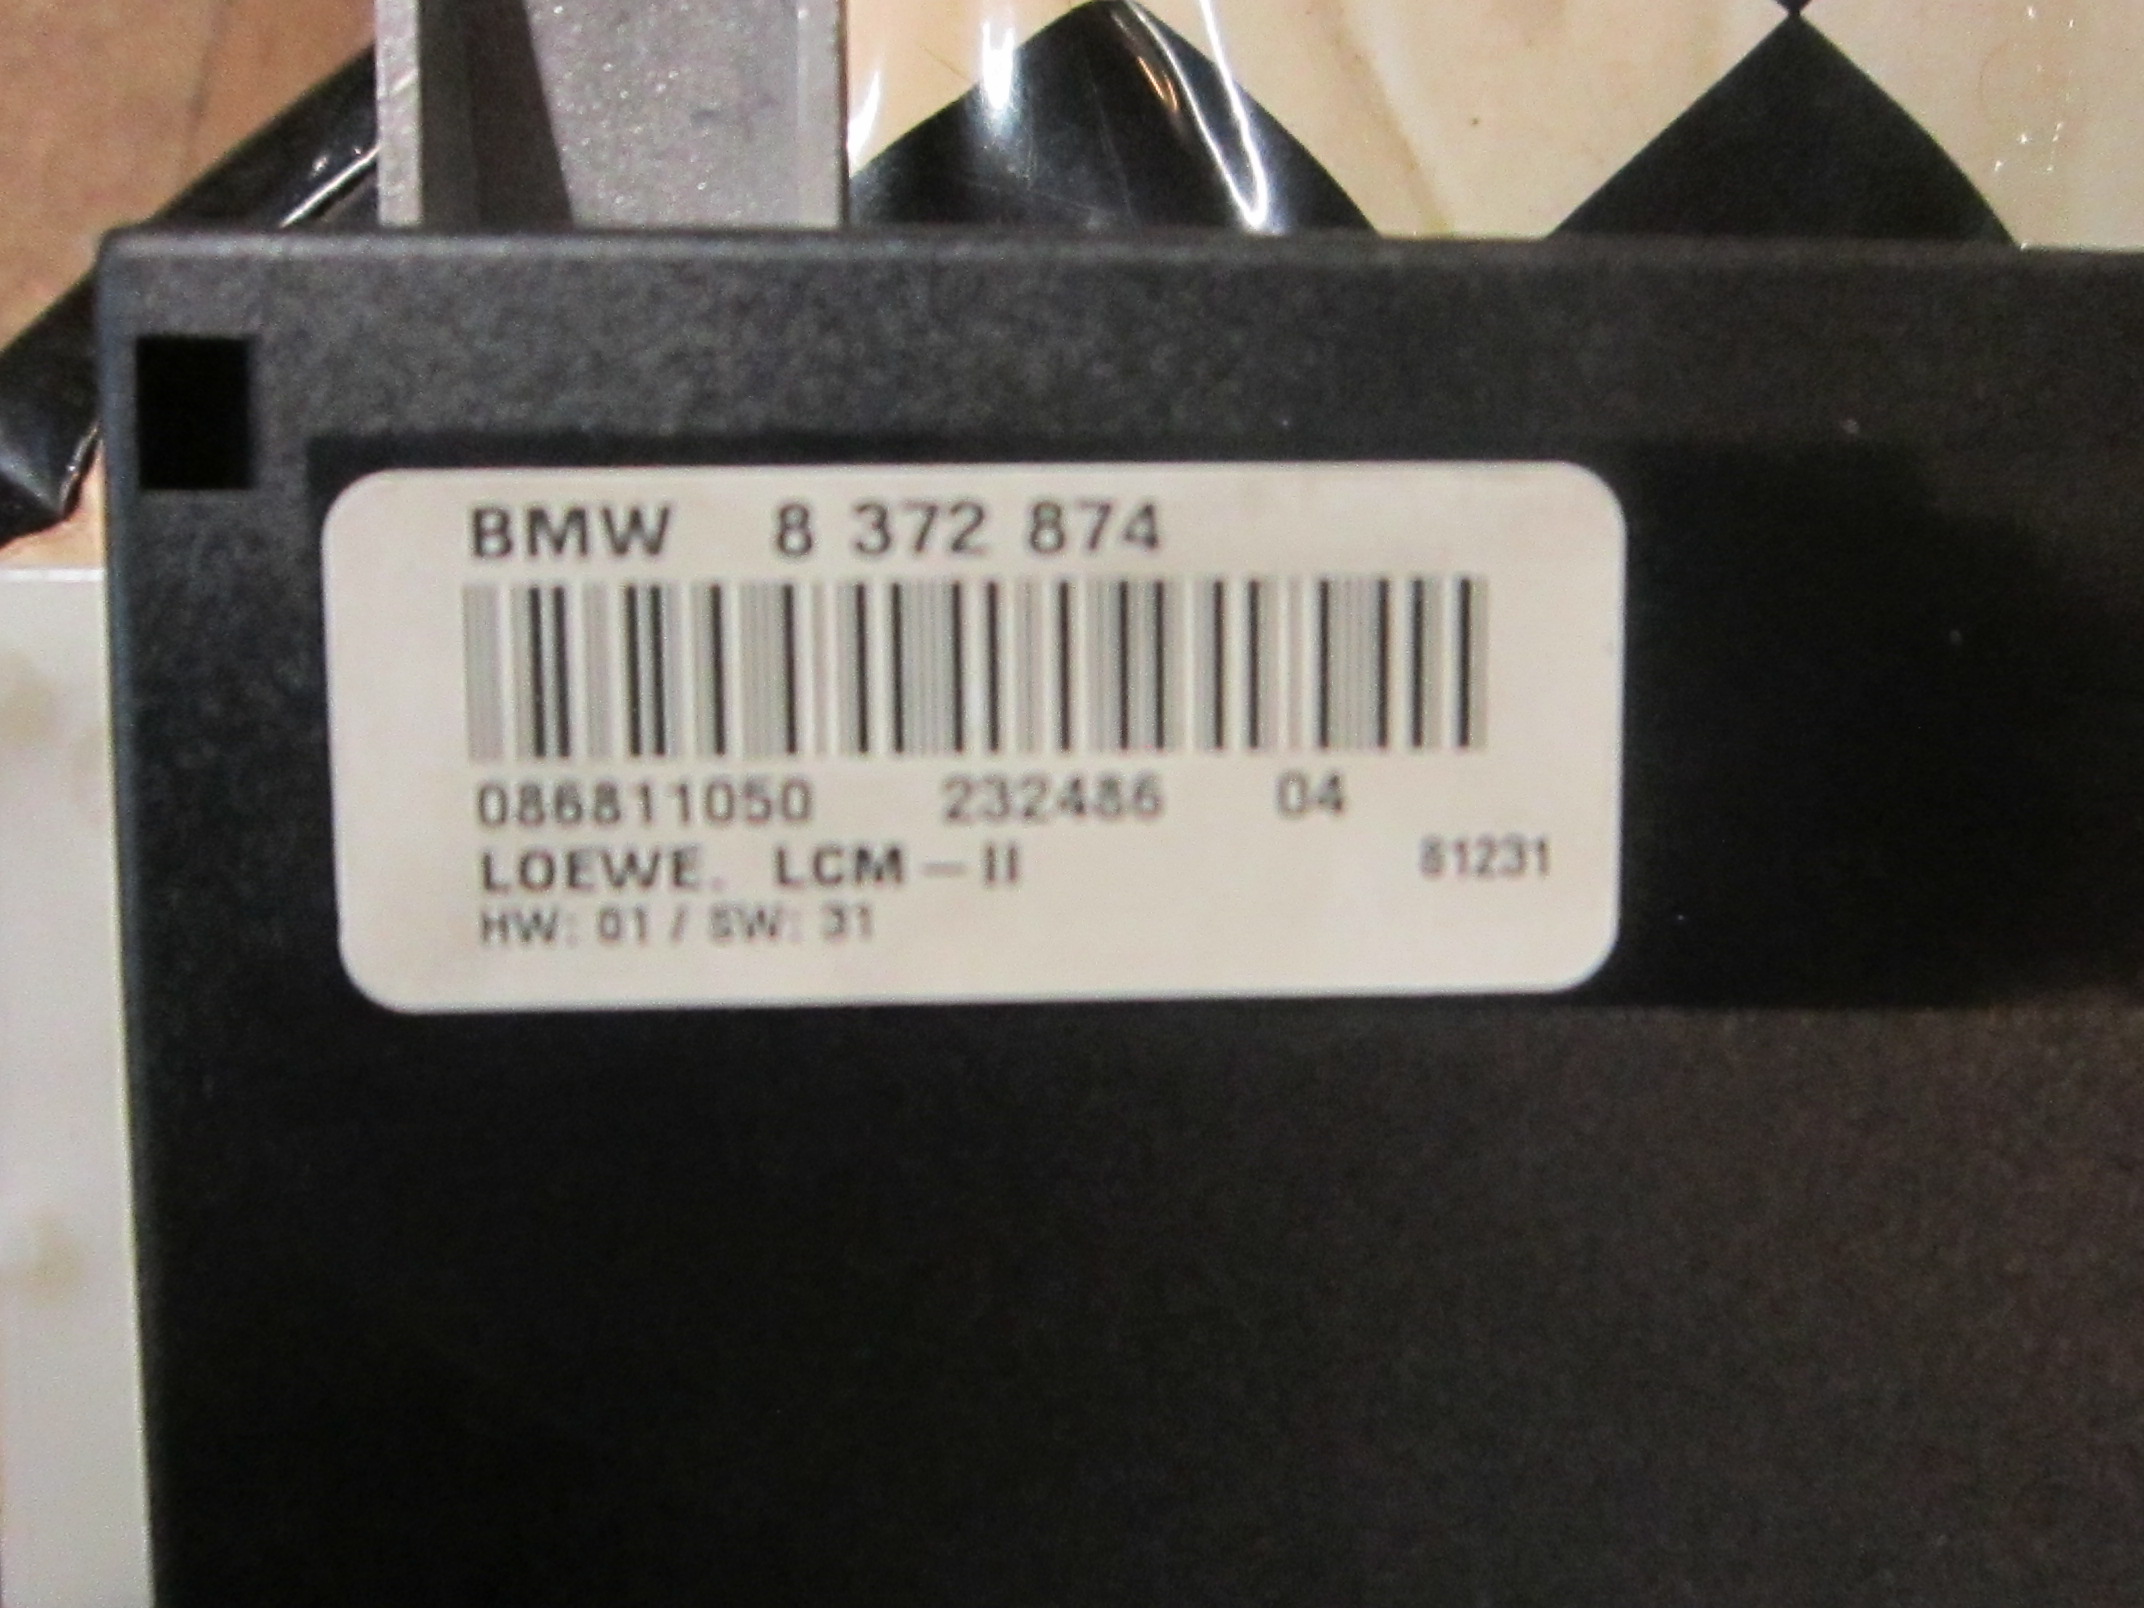 BMW 8 372 874
086811050 232486 04
LOEWE. LCM – II 81231
HW: 01 / SW: 31